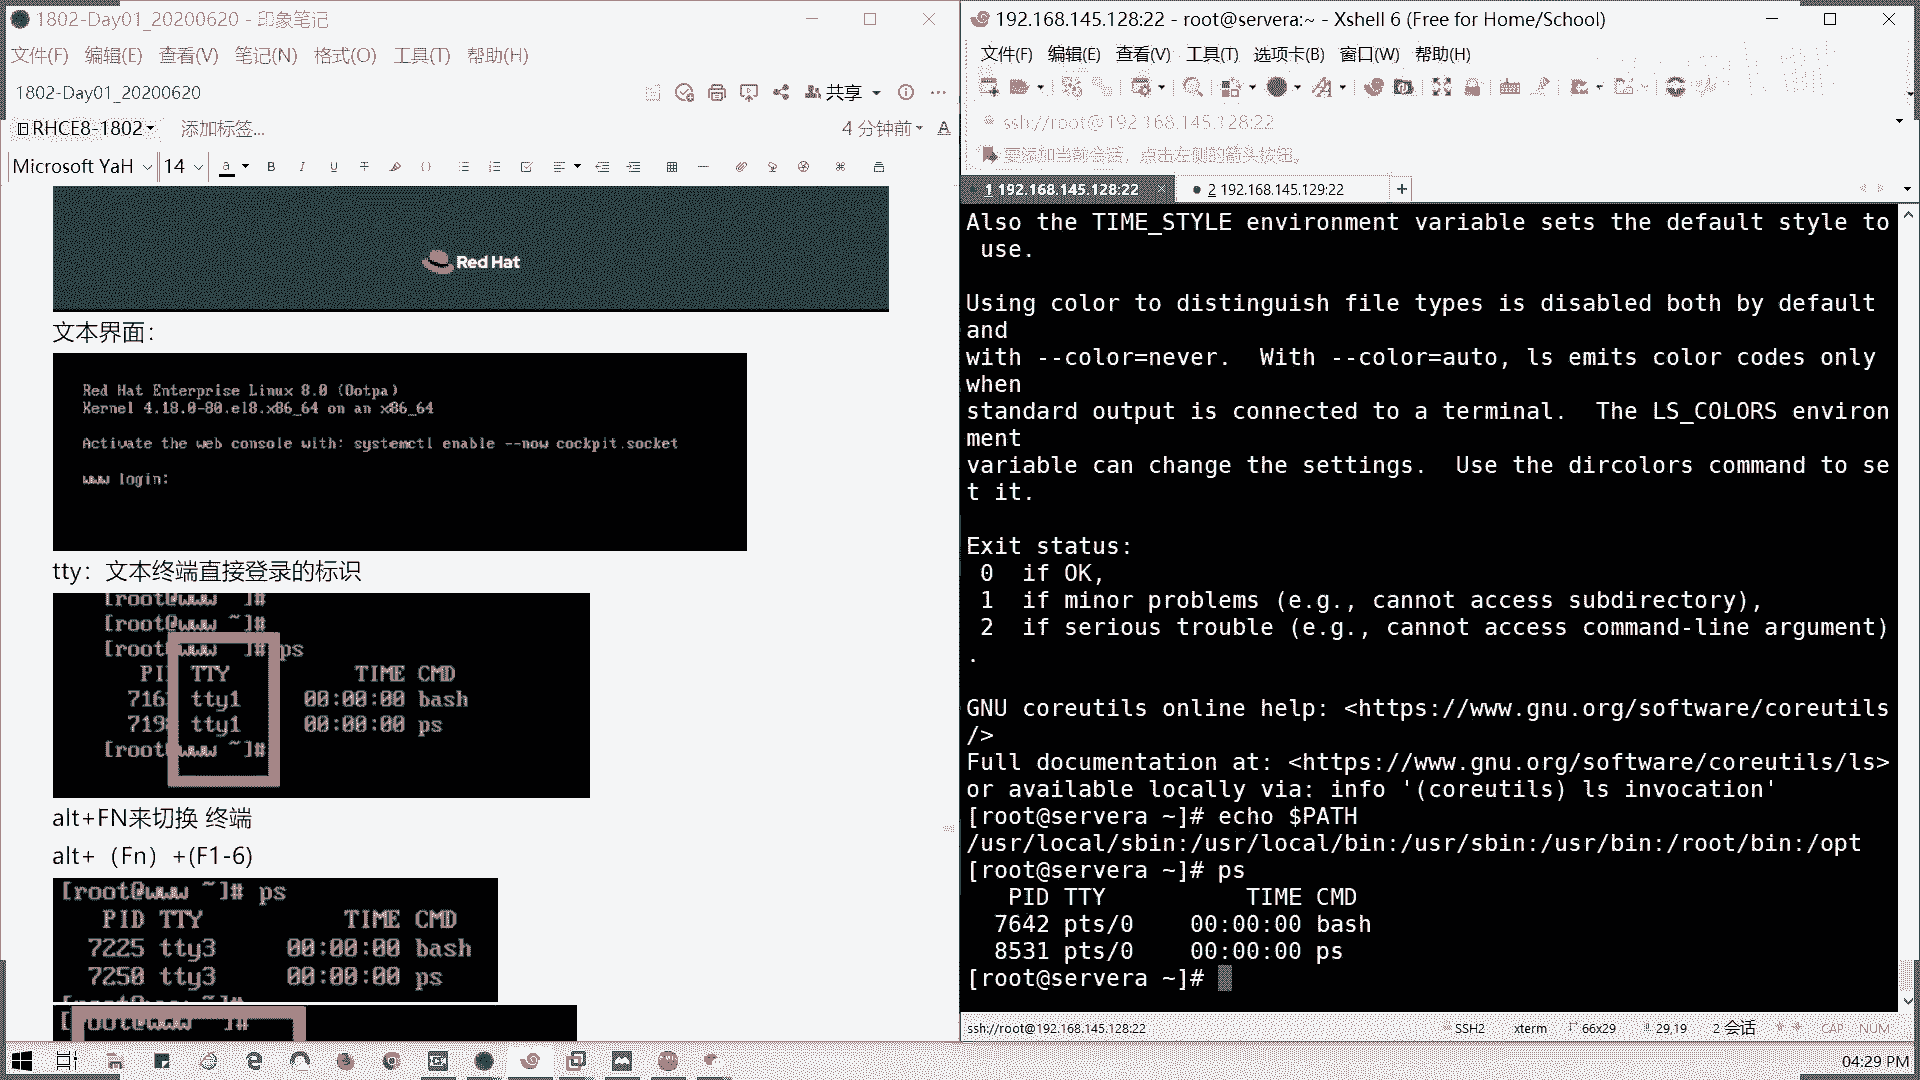 1802-Day01_20200620 - 印象笔记
文件(F) 编辑(E) 查看(V) 笔记(N) 格式(O) 工具(T) 帮助(H)
1802-Day01_20200620
共享
RHCE8-1802
添加标签...
4 分钟前
Microsoft YaH 14
Red Hat
文本界面：
Red Hat Enterprise Linux 8.0 (Ootpa)
Kernel 4.18.0-80.el8.x86_64 on an x86_64
Activate the web console with: systemctl enable --now cockpit.socket
www login:
tty：文本终端直接登录的标识
[root@www ~]#
[root@www ~]#
[root@www ~]# ps
TTY TIME CMD
tty1 00:00:00 bash
tty1 00:00:00 ps
[root@www ~]#
alt+FN来切换 终端
alt+（Fn）+(F1-6)
[root@www ~]# ps
PID TTY TIME CMD
7225 tty3 00:00:00 bash
7250 tty3 00:00:00 ps
[root@www ~]#
192.168.145.128:22 - root@servera:~ - Xshell 6 (Free for Home/School)
文件(F) 编辑(E) 查看(V) 工具(T) 选项卡(B) 窗口(W) 帮助(H)
ssh://root@192.168.145.128:22
要添加当前会话，点击左侧的箭头按钮。
1 192.168.145.128:22
2 192.168.145.129:22
Also the TIME_STYLE environment variable sets the default style to
use.
Using color to distinguish file types is disabled both by default
and
with --color=never.  With --color=auto, ls emits color codes only
when
standard output is connected to a terminal.  The LS_COLORS environ
ment
variable can change the settings.  Use the dircolors command to se
t it.
Exit status:
0  if OK,
1  if minor problems (e.g., cannot access subdirectory),
2  if serious trouble (e.g., cannot access command-line argument)
.
GNU coreutils online help: <https://www.gnu.org/software/coreutils
/>
Full documentation at: <https://www.gnu.org/software/coreutils/ls>
or available locally via: info '(coreutils) ls invocation'
[root@servera ~]# echo $PATH
/usr/local/sbin:/usr/local/bin:/usr/sbin:/usr/bin:/root/bin:/opt
[root@servera ~]# ps
PID TTY TIME CMD
7642 pts/0 00:00:00 bash
8531 pts/0 00:00:00 ps
[root@servera ~]#
ssh://root@192.168.145.128:22 SSH2 xterm 66x29 29,19 2 会话 CAP NUM
04:29 PM